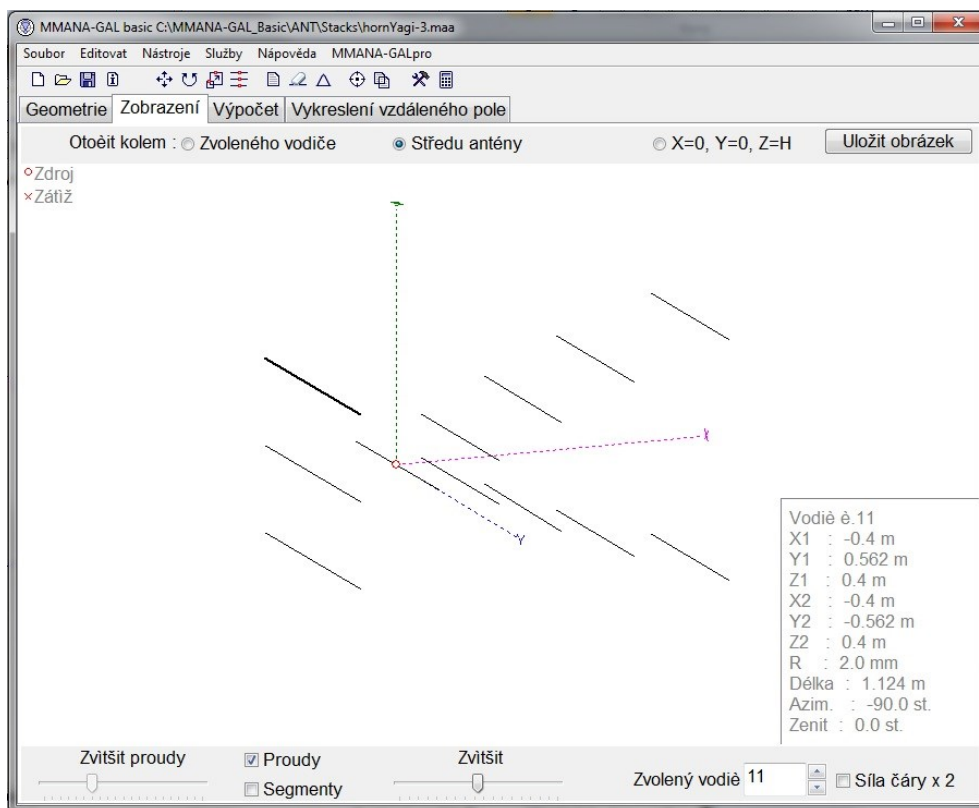 MMANA-GAL basic C:\MMANA-GAL_Basic\ANT\Stacks\hornYagi-3.maa
Soubor Editovat Nástroje Služby Nápověda MMANA-GALpro
Geometrie Zobrazení Výpočet Vykreslení vzdáleného pole
Otoèit kolem : Zvoleného vodiče Středu antény X=0, Y=0, Z=H Uložit obrázek
Zdroj
Zátìž
Y
Vodiè è.11
X1 : -0.4 m
Y1 : 0.562 m
Z1 : 0.4 m
X2 : -0.4 m
Y2 : -0.562 m
Z2 : 0.4 m
R : 2.0 mm
Délka : 1.124 m
Azim. : -90.0 st.
Zenit : 0.0 st.
Zvìtšit proudy Proudy Zvìtšit
Segmenty Zvolený vodiè 11 Síla čáry x 2